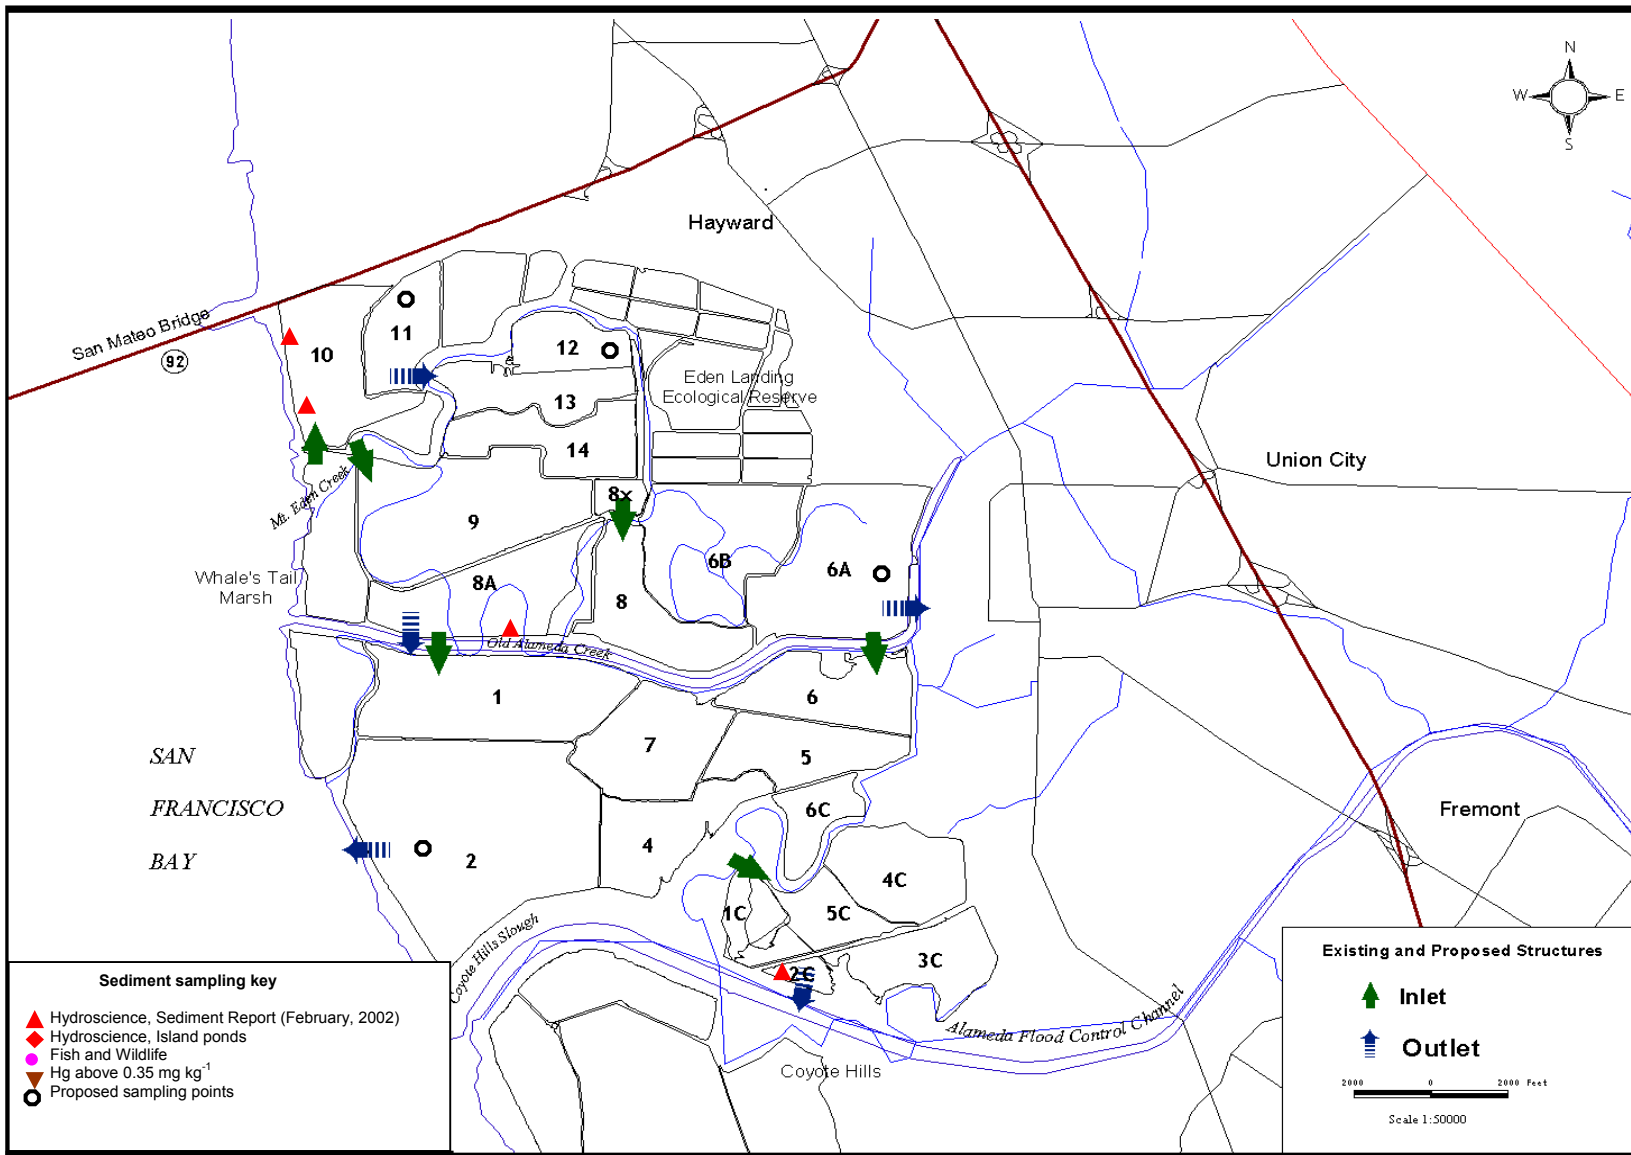 N
W E
S
Hayward
San Mateo Bridge
92
11
10
12
Eden Landing
Ecological Reserve
13
14
Union City
Mt. Eden Creek
8x
9
6B
6A
Whale's Tail
Marsh
8A
8
Old Alameda Creek
1
6
7
5
SAN
FRANCISCO
BAY
6C
Fremont
2
4
4C
1C
5C
Coyote Hills Slough
3C
2C
Alameda Flood Control Channel
Coyote Hills
Sediment sampling key
Hydroscience, Sediment Report (February, 2002)
Hydroscience, Island ponds
Fish and Wildlife
Hg above 0.35 mg kg-1
Proposed sampling points
Existing and Proposed Structures
Inlet
Outlet
2000 0 2000 Feet
Scale 1:50000